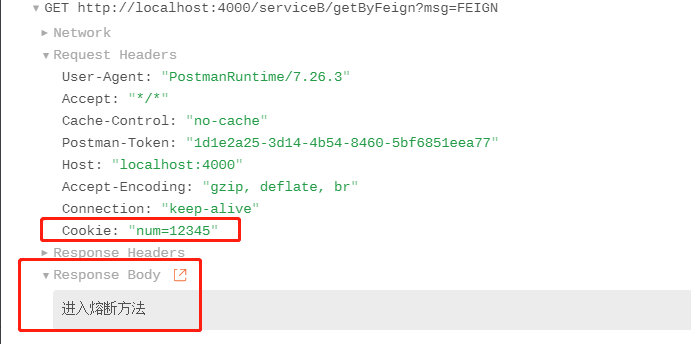 GET http://localhost:4000/serviceB/getByFeign?msg=FEIGN
Network
Request Headers
User-Agent: "PostmanRuntime/7.26.3"
Accept: "*/*"
Cache-Control: "no-cache"
Postman-Token: "1d1e2a25-3d14-4b54-8460-5bf6851eea77"
Host: "localhost:4000"
Accept-Encoding: "gzip, deflate, br"
Connection: "keep-alive"
Cookie: "num=12345"
Response Headers
Response Body
进入熔断方法